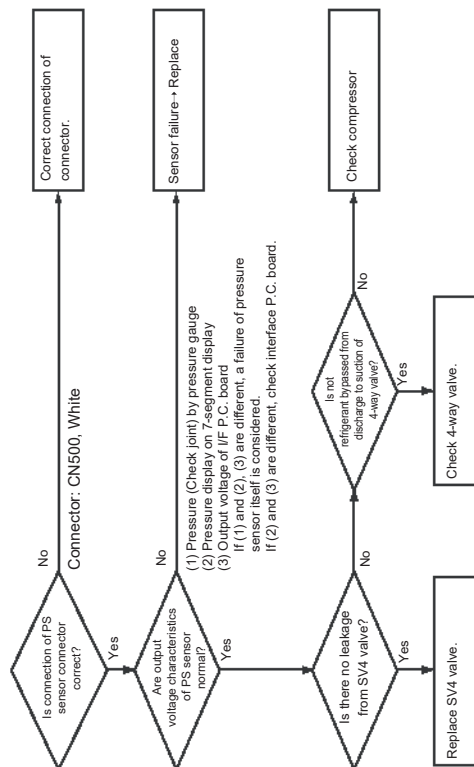 Is connection of PS
sensor connector
correct?
No
Correct connection of
connector.
Connector: CN500, White
Yes
Are output
voltage characteristics
of PS sensor
normal?
No
Sensor failure → Replace
(1) Pressure (Check joint) by pressure gauge
(2) Pressure display on 7-segment display
(3) Output voltage of I/F P.C. board
If (1) and (2), (3) are different, a failure of pressure
sensor itself is considered.
If (2) and (3) are different, check interface P.C. board.
Yes
Is there no leakage
from SV4 valve?
No
Is not
refrigerant bypassed from
discharge to suction of
4-way valve?
No
Check compressor
Yes
Replace SV4 valve.
Yes
Check 4-way valve.